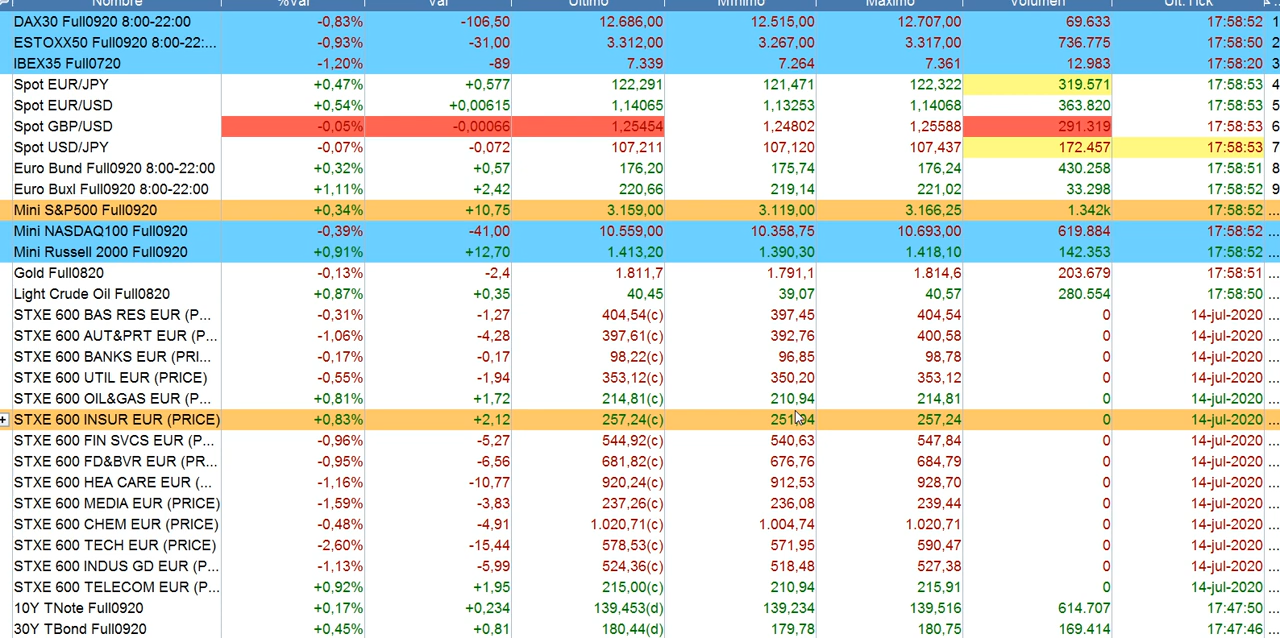 Nombre %Var Var Último Mínimo Máximo Volumen Últ.Tick
DAX30 Full0920 8:00-22:00 -0,83% -106,50 12.686,00 12.515,00 12.707,00 69.633 17:58:52 1
ESTOXX50 Full0920 8:00-22:... -0,93% -31,00 3.312,00 3.267,00 3.317,00 736.775 17:58:50 2
IBEX35 Full0720 -1,20% -89 7.339 7.264 7.361 12.983 17:58:20 3
Spot EUR/JPY +0,47% +0,577 122,291 121,471 122,322 319.571 17:58:53 4
Spot EUR/USD +0,54% +0,00615 1,14065 1,13253 1,14068 363.820 17:58:53 5
Spot GBP/USD -0,05% -0,00066 1,25454 1,24802 1,25588 291.319 17:58:53 6
Spot USD/JPY -0,07% -0,072 107,211 107,120 107,437 172.457 17:58:53 7
Euro Bund Full0920 8:00-22:00 +0,32% +0,57 176,20 175,74 176,24 430.258 17:58:51 8
Euro Buxl Full0920 8:00-22:00 +1,11% +2,42 220,66 219,14 221,02 33.298 17:58:52 9
Mini S&P500 Full0920 +0,34% +10,75 3.159,00 3.119,00 3.166,25 1.342k 17:58:52 ...
Mini NASDAQ100 Full0920 -0,39% -41,00 10.559,00 10.358,75 10.693,00 619.884 17:58:52 ...
Mini Russell 2000 Full0920 +0,91% +12,70 1.413,20 1.390,30 1.418,10 142.353 17:58:52 ...
Gold Full0820 -0,13% -2,4 1.811,7 1.791,1 1.814,6 203.679 17:58:51 ...
Light Crude Oil Full0820 +0,87% +0,35 40,45 39,07 40,57 280.554 17:58:50 ...
STXE 600 BAS RES EUR (P... -0,31% -1,27 404,54(c) 397,45 404,54 0 14-jul-2020 ...
STXE 600 AUT&PRT EUR (P... -1,06% -4,28 397,61(c) 392,76 400,58 0 14-jul-2020 ...
STXE 600 BANKS EUR (PRI... -0,17% -0,17 98,22(c) 96,85 98,78 0 14-jul-2020 ...
STXE 600 UTIL EUR (PRICE) -0,55% -1,94 353,12(c) 350,20 353,12 0 14-jul-2020 ...
STXE 600 OIL&GAS EUR (P... +0,81% +1,72 214,81(c) 210,94 214,81 0 14-jul-2020 ...
STXE 600 INSUR EUR (PRICE) +0,83% +2,12 257,24(c) 257,24 0 14-jul-2020 ...
STXE 600 FIN SVCS EUR (P... -0,96% -5,27 544,92(c) 540,63 547,84 0 14-jul-2020 ...
STXE 600 FD&BVR EUR (PR... -0,95% -6,56 681,82(c) 676,76 684,79 0 14-jul-2020 ...
STXE 600 HEA CARE EUR (... -1,16% -10,77 920,24(c) 912,53 928,70 0 14-jul-2020 ...
STXE 600 MEDIA EUR (PRICE) -1,59% -3,83 237,26(c) 236,08 239,44 0 14-jul-2020 ...
STXE 600 CHEM EUR (PRICE) -0,48% -4,91 1.020,71(c) 1.004,74 1.020,71 0 14-jul-2020 ...
STXE 600 TECH EUR (PRICE) -2,60% -15,44 578,53(c) 571,95 590,47 0 14-jul-2020 ...
STXE 600 INDUS GD EUR (P... -1,13% -5,99 524,36(c) 518,48 527,38 0 14-jul-2020 ...
STXE 600 TELECOM EUR (P... +0,92% +1,95 215,00(c) 210,94 215,91 0 14-jul-2020 ...
10Y TNote Full0920 +0,17% +0,234 139,453(d) 139,234 139,516 614.707 17:47:50 ...
30Y TBond Full0920 +0,45% +0,81 180,44(d) 179,78 180,75 169.414 17:47:46 ...